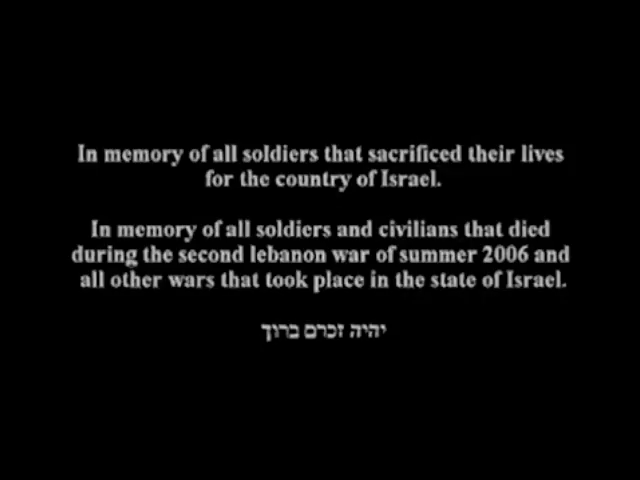 In memory of all soldiers that sacrificed their lives
for the country of Israel.
In memory of all soldiers and civilians that died
during the second lebanon war of summer 2006 and
all other wars that took place in the state of Israel.
יהיה זכרם ברוך